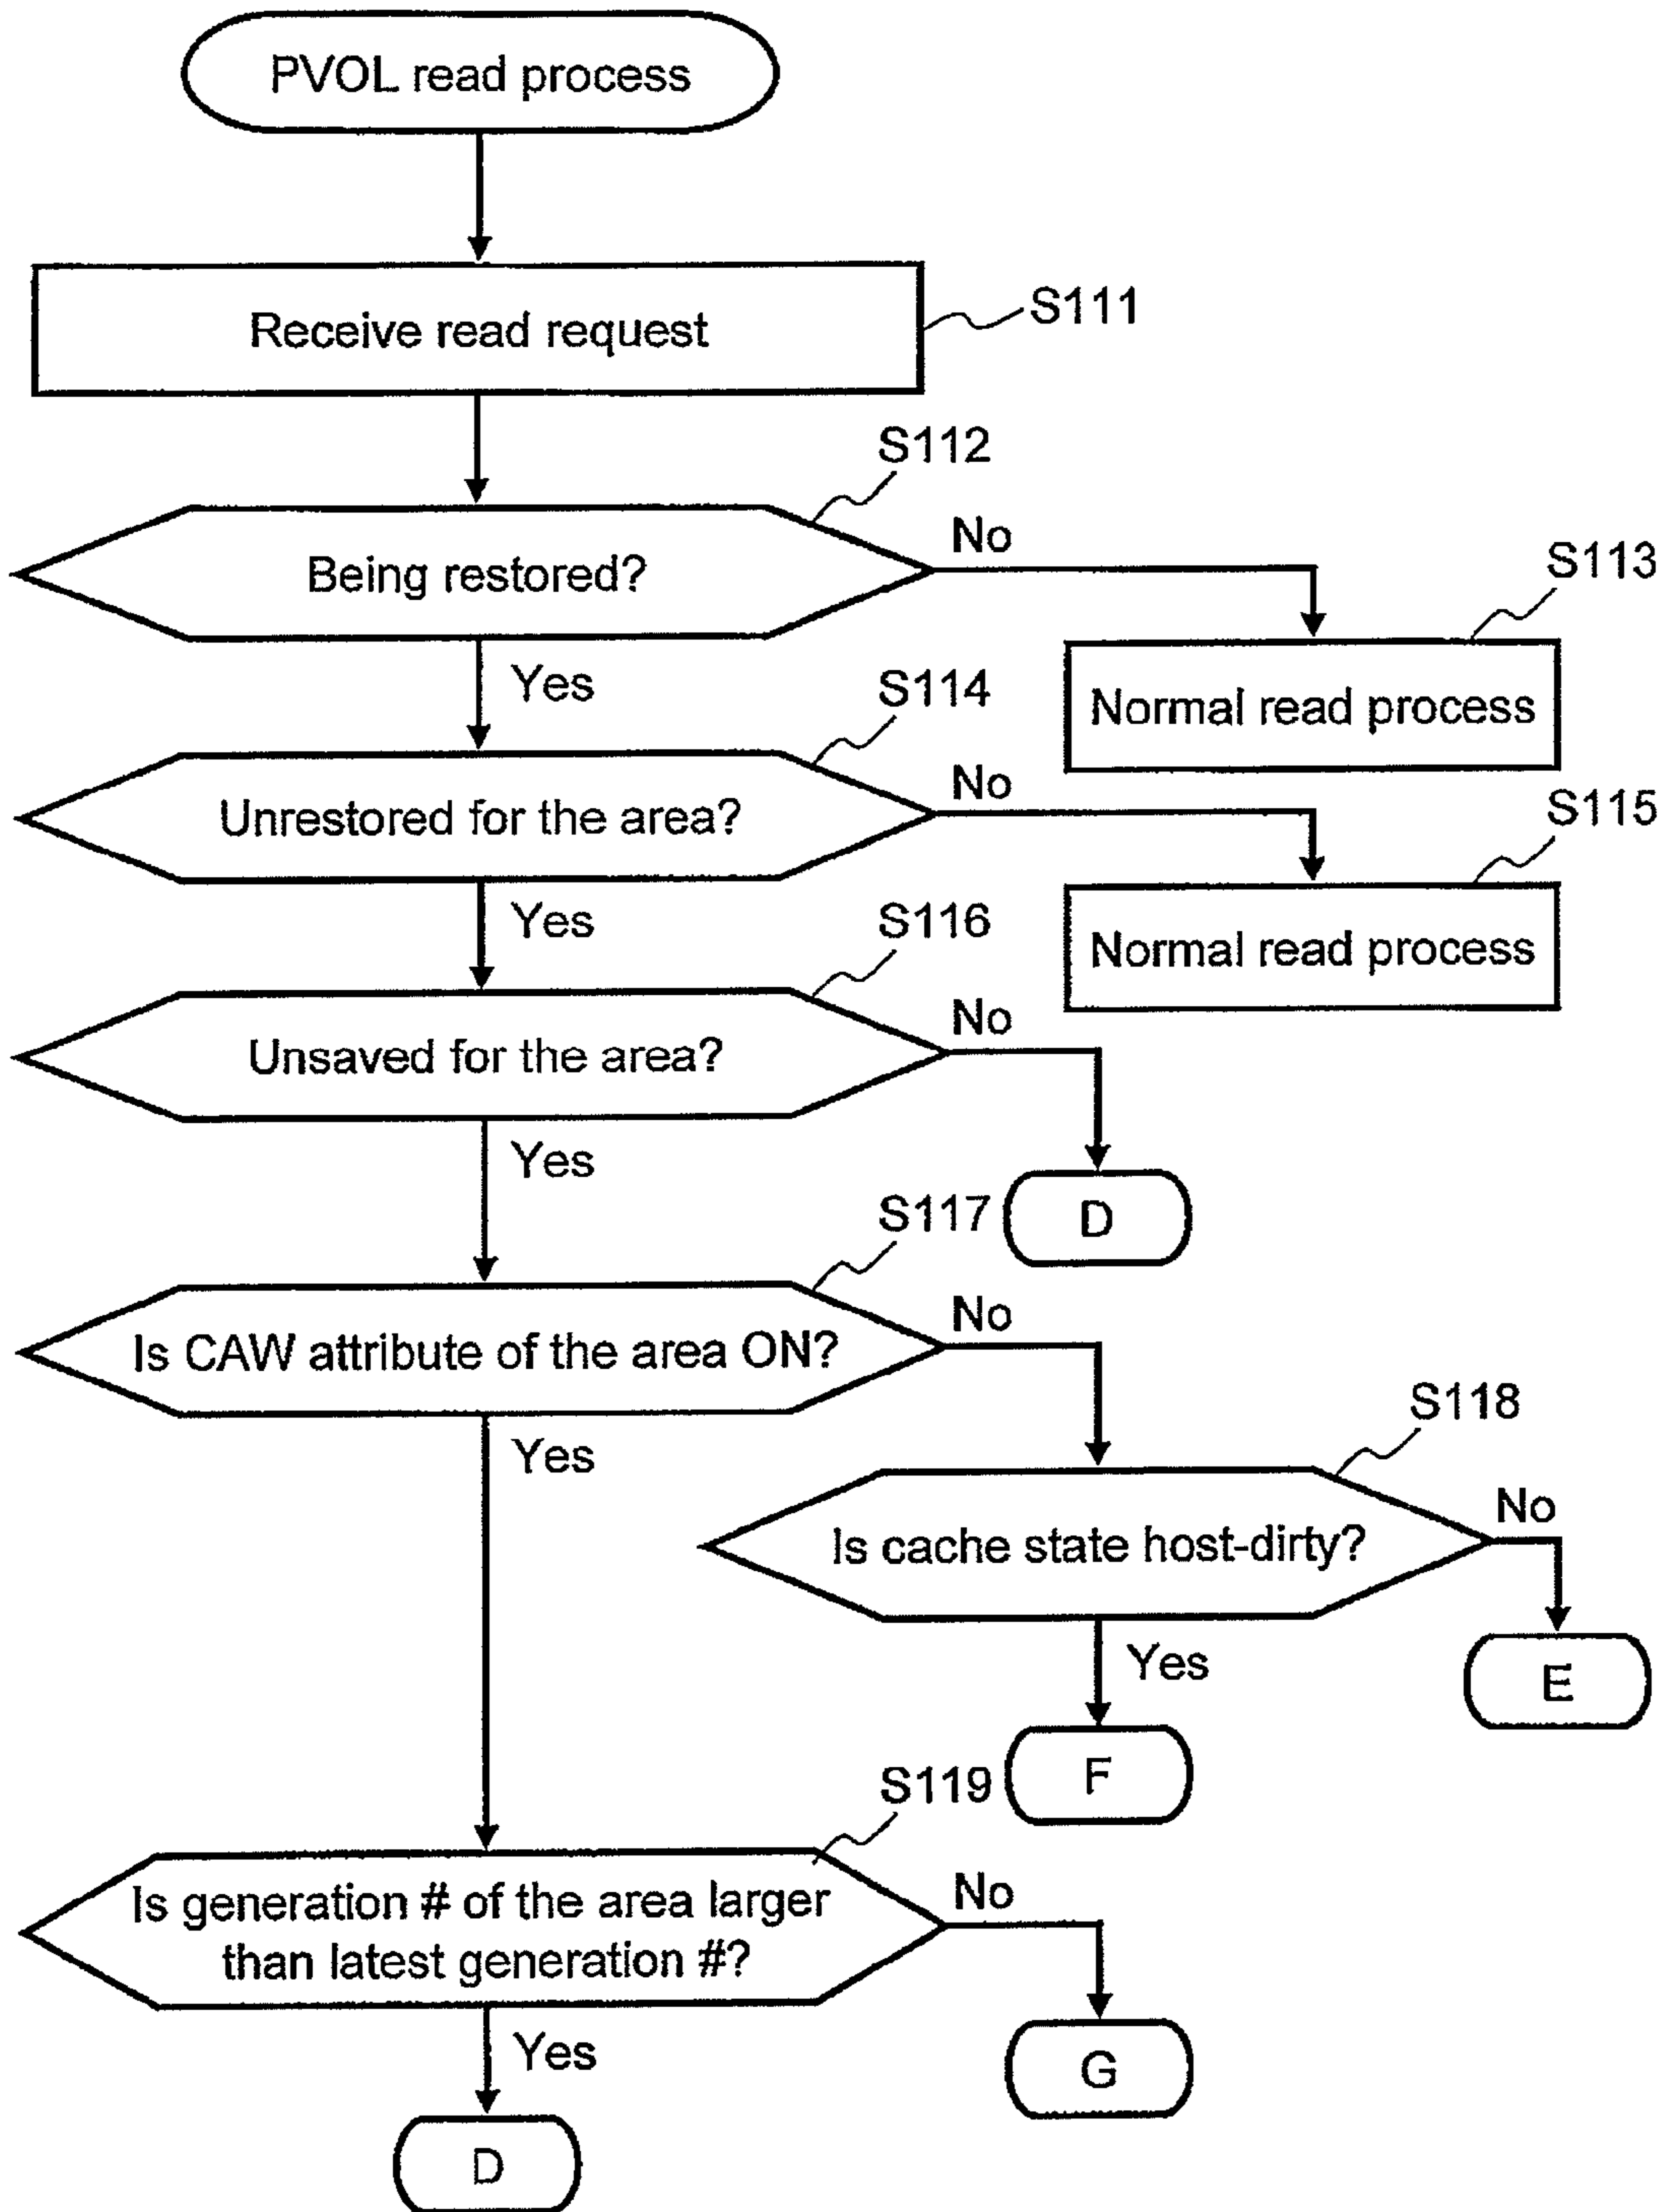 PVOL read process
Receive read request
S111
S112
Being restored?
No
S113
Normal read process
Yes
S114
Unrestored for the area?
No
S115
Normal read process
Yes
S116
Unsaved for the area?
No
D
Yes
S117
Is CAW attribute of the area ON?
No
S118
Yes
Is cache state host-dirty?
No
E
Yes
F
S119
Is generation # of the area larger
than latest generation #?
No
G
Yes
D